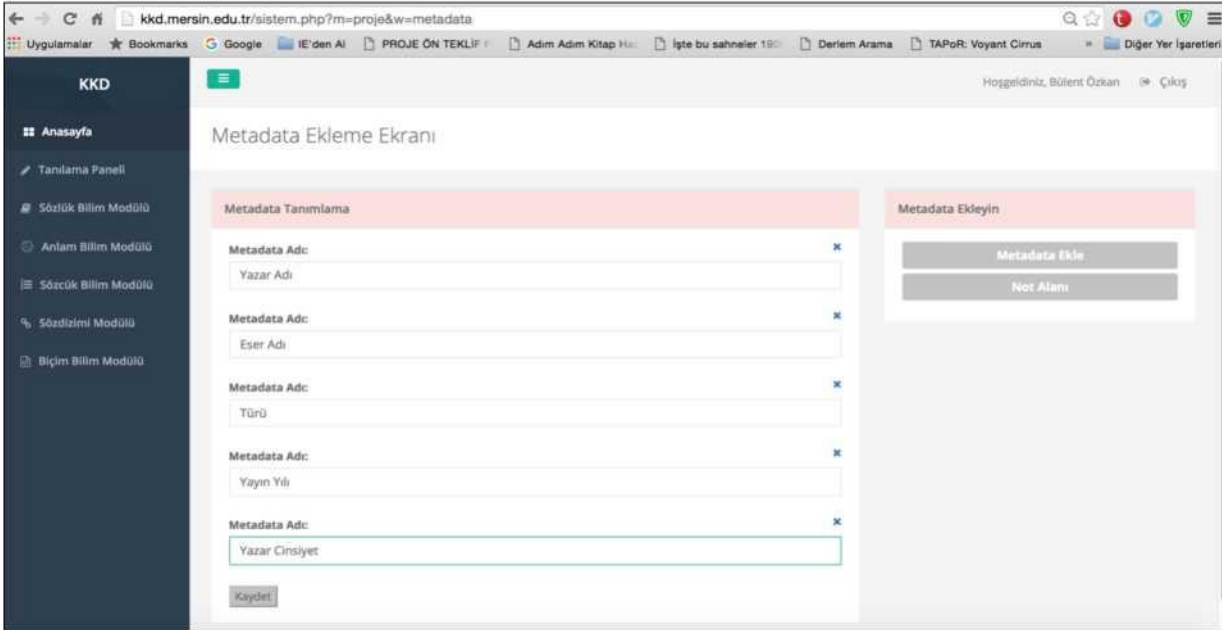 kkd.mersin.edu.tr/sistem.php?m=proje&w=metadata
Uygulamalar Bookmarks Google IE'den Al PROJE ÖN TEKLİF Adım Adım Kitap İşte bu sahneler Derlem Arama TAPoR: Voyant Cirrus » Diğer Yer İşaretleri
KKD
Hoşgeldiniz, Bülent Özkan Çıkış
Anasayfa
Metadata Ekleme Ekranı
Tanılama Paneli
Sözlük Bilim Modülü
Anlam Bilim Modülü
Sözcük Bilim Modülü
Sözdizimi Modülü
Biçim Bilim Modülü
Metadata Tanımlama
Metadata Adı:
Yazar Adı
Metadata Adı:
Eser Adı
Metadata Adı:
Türü
Metadata Adı:
Yayın Yılı
Metadata Adı:
Yazar Cinsiyet
Kaydet
Metadata Ekleyin
Metadata Ekle
Not Alanı